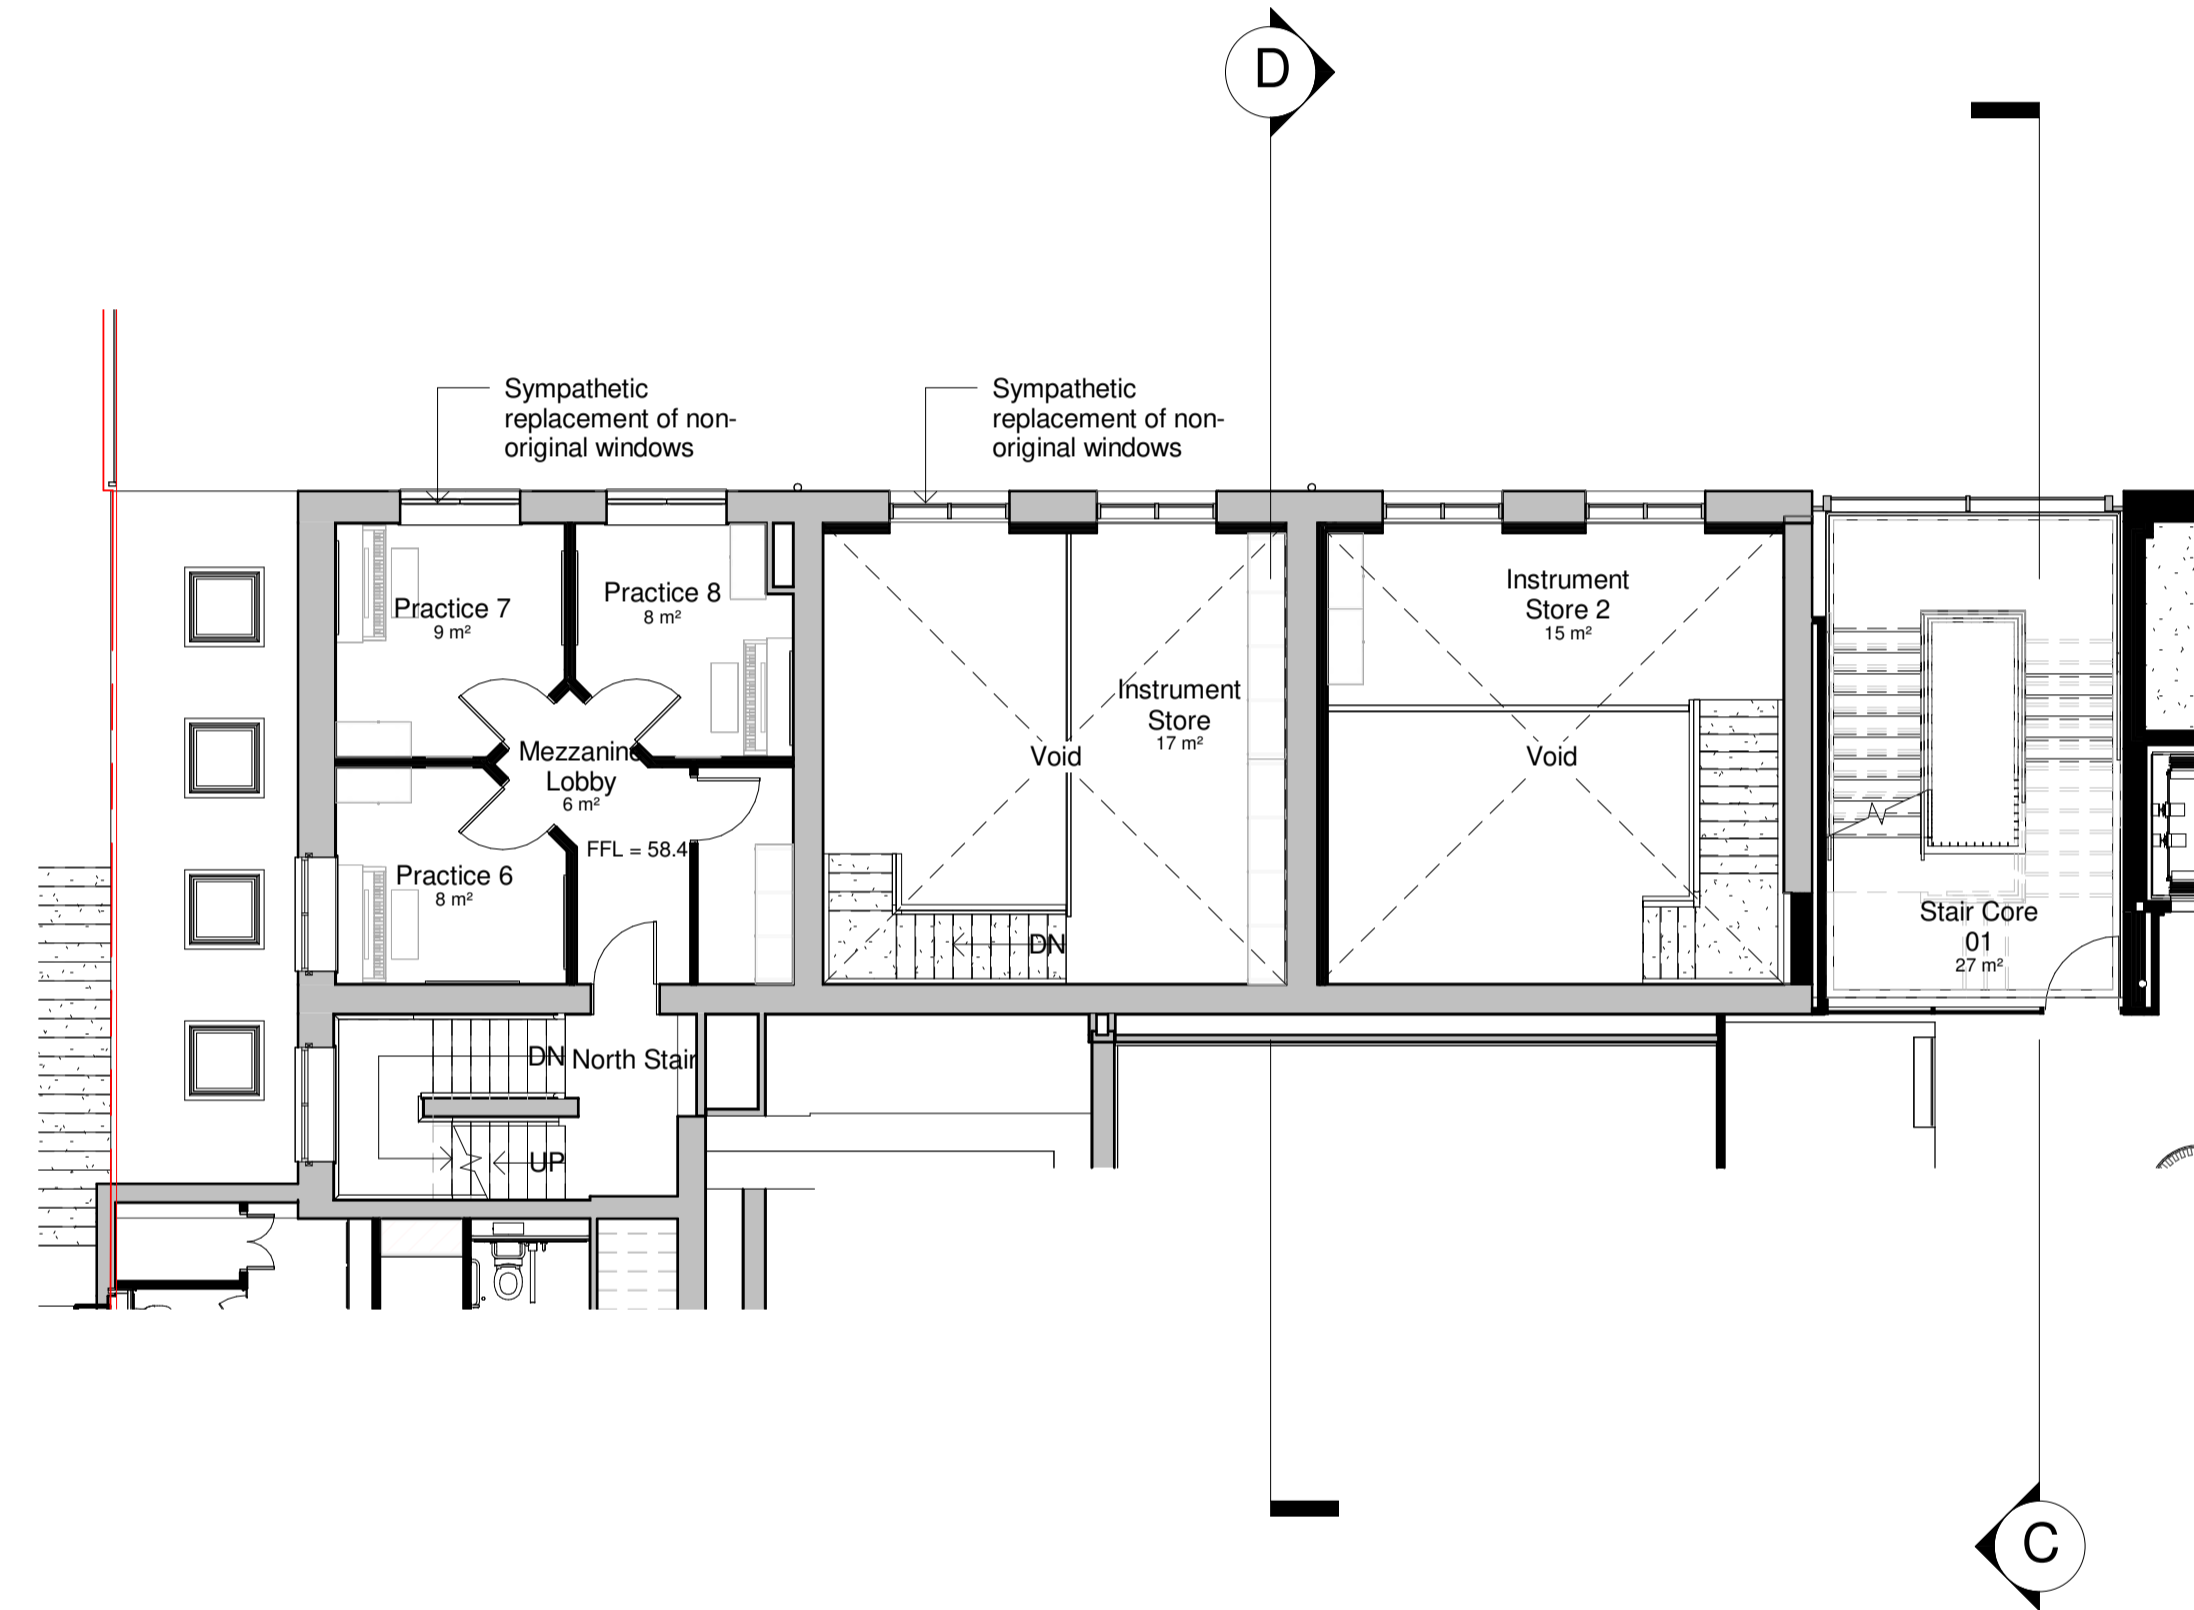 D
Sympathetic
replacement of non-
original windows
Sympathetic
replacement of non-
original windows
Practice 7
9 m²
Practice 8
8 m²
Instrument
Store 2
15 m²
Instrument
Store
17 m²
Mezzanine
Lobby
6 m²
Void
Void
FFL = 58.4
Practice 6
8 m²
Stair Core
01
27 m²
DN
DN
North Stair
UP
C